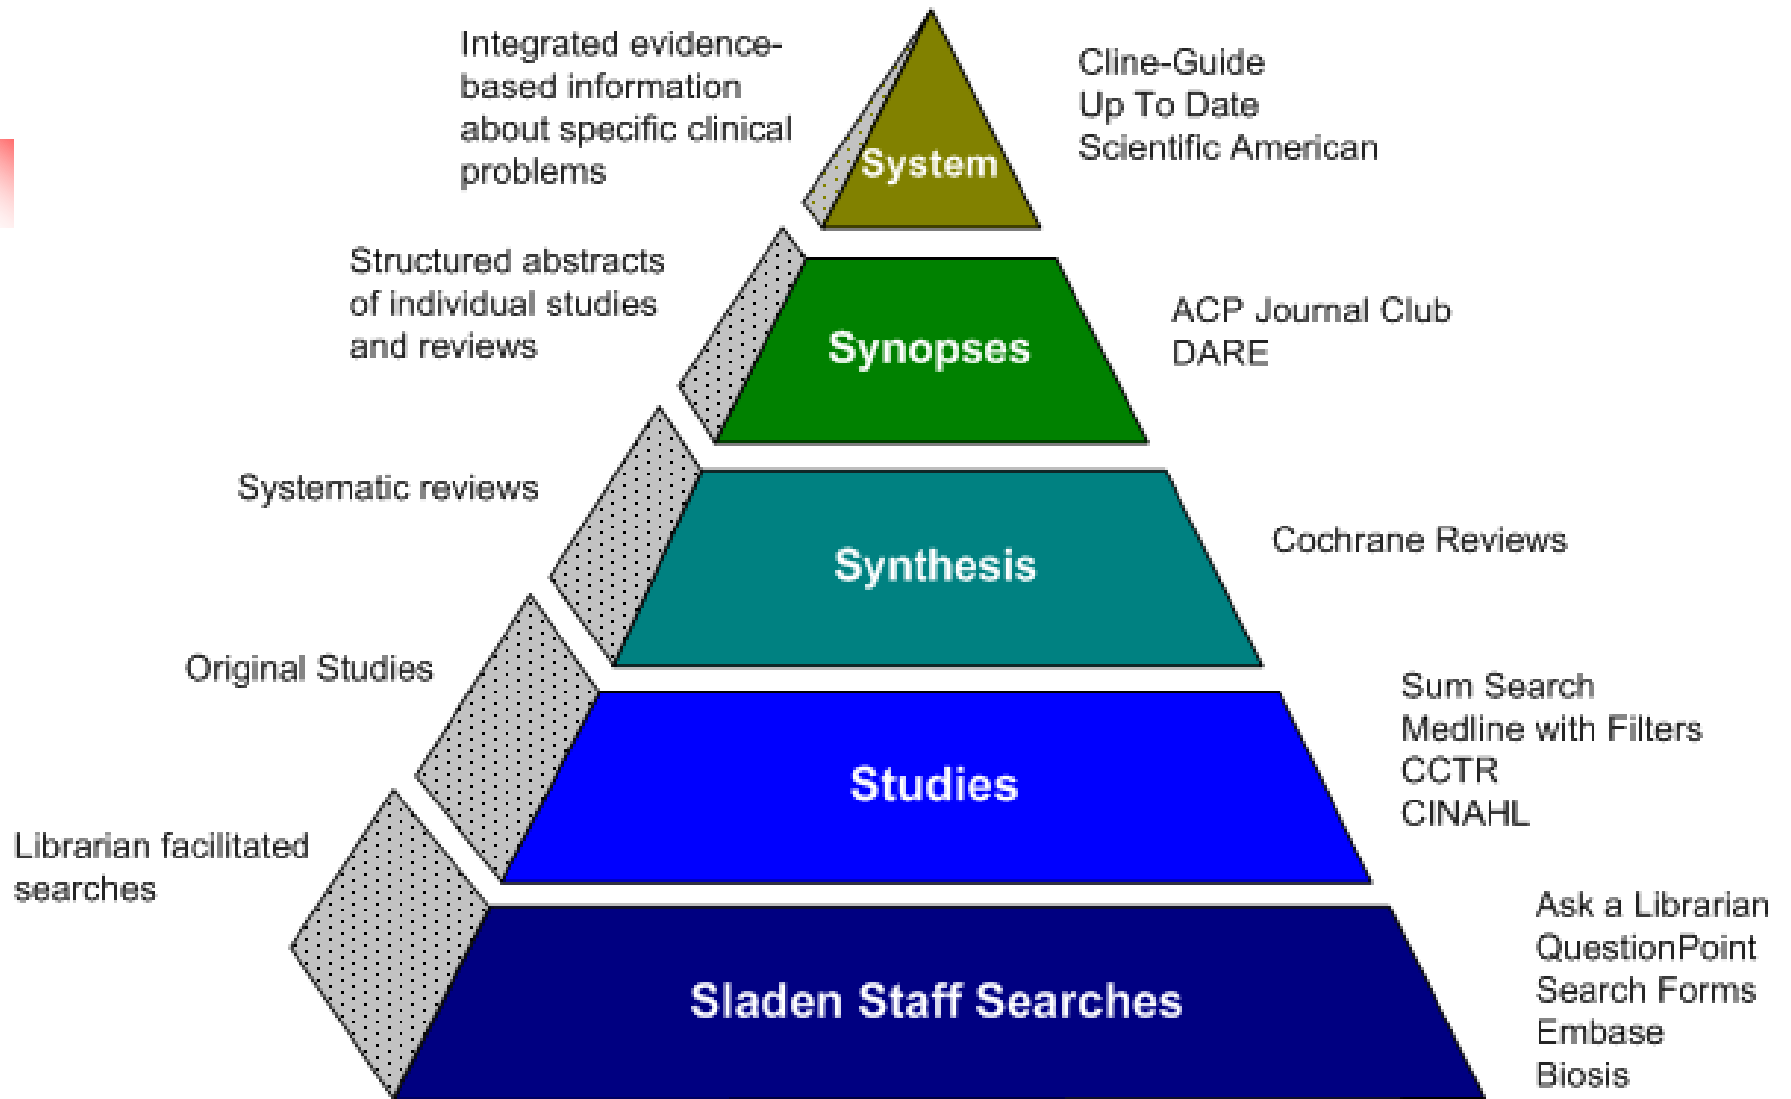 Integrated evidence-
based information
about specific clinical
problems
System
Cline-Guide
Up To Date
Scientific American
Structured abstracts
of individual studies
and reviews
Synopses
ACP Journal Club
DARE
Systematic reviews
Synthesis
Cochrane Reviews
Original Studies
Studies
Sum Search
Medline with Filters
CCTR
CINAHL
Librarian facilitated
searches
Sladen Staff Searches
Ask a Librarian
QuestionPoint
Search Forms
Embase
Biosis